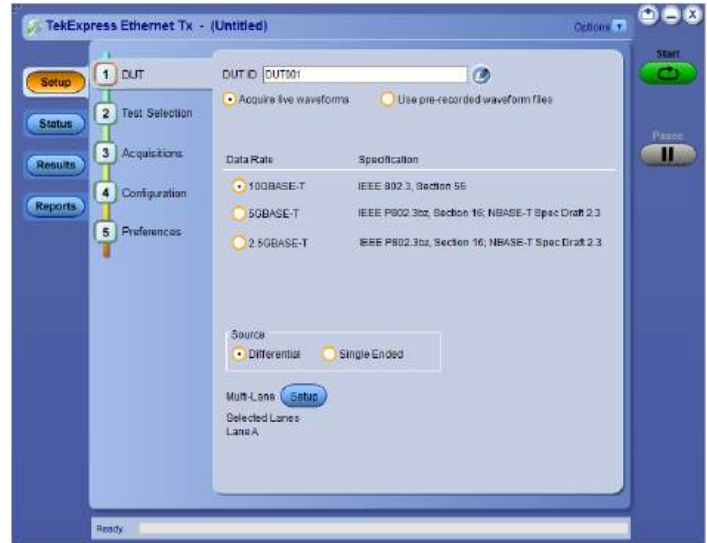 TekExpress Ethernet Tx - (Untitled)
Options
Start
Pause
Setup
Status
Results
Reports
1 DUT
2 Test Selection
3 Acquisitions
4 Configuration
5 Preferences
DUT ID DUT001
Acquire live waveforms Use pre-recorded waveform files
Data Rate Specification
10GBASE-T IEEE 802.3, Section 55
5GBASE-T IEEE P802.3bz, Section 16; NBASE-T Spec Draft 2.3
2.5GBASE-T IEEE P802.3bz, Section 16; NBASE-T Spec Draft 2.3
Source
Differential Single Ended
Multi-Lane Setup
Selected Lanes
Lane A
Ready